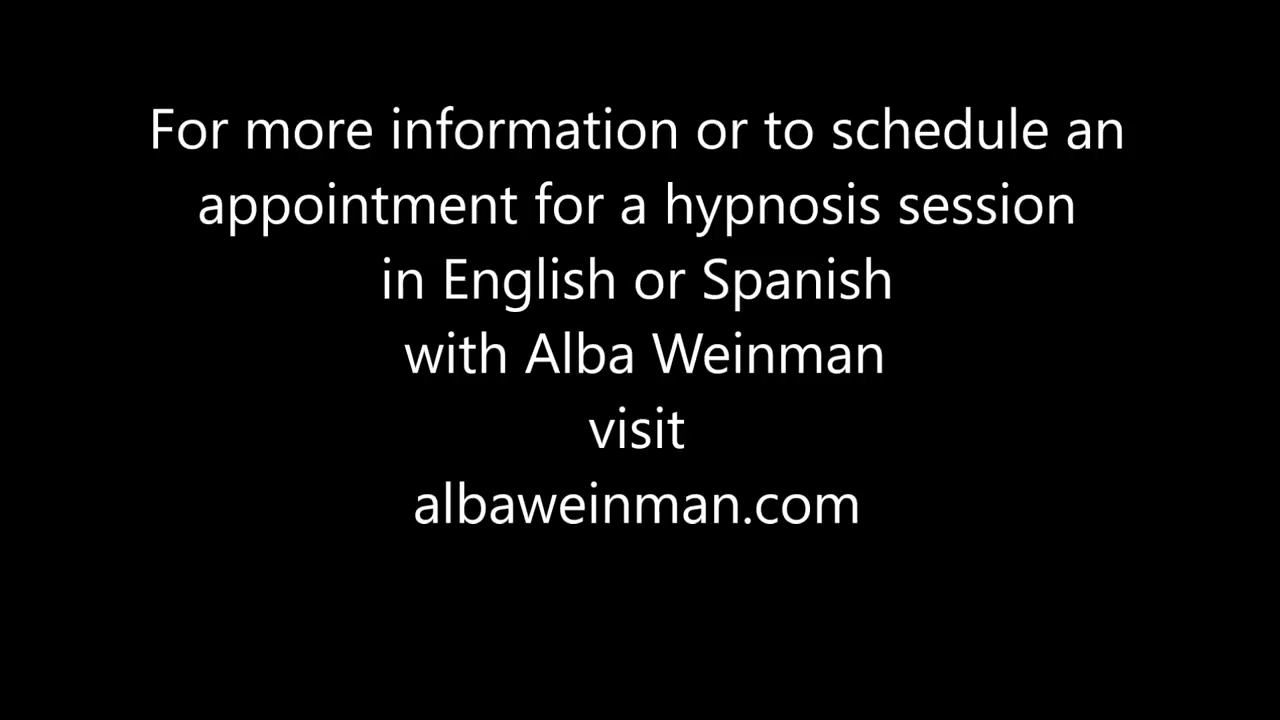 For more information or to schedule an
appointment for a hypnosis session
in English or Spanish
with Alba Weinman
visit
albaweinman.com